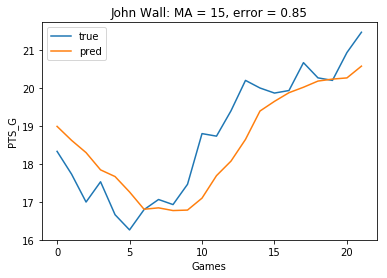 John Wall: MA = 15, error = 0.85
true
pred
PTS_G
21
20
19
18
17
16
0 5 10 15 20
Games